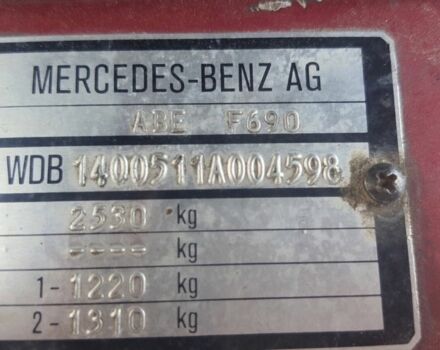 MERCEDES-BENZ AG
ABE F690
WDB 1400511A004598
2530 kg
---- kg
1-1220 kg
2-1310 kg